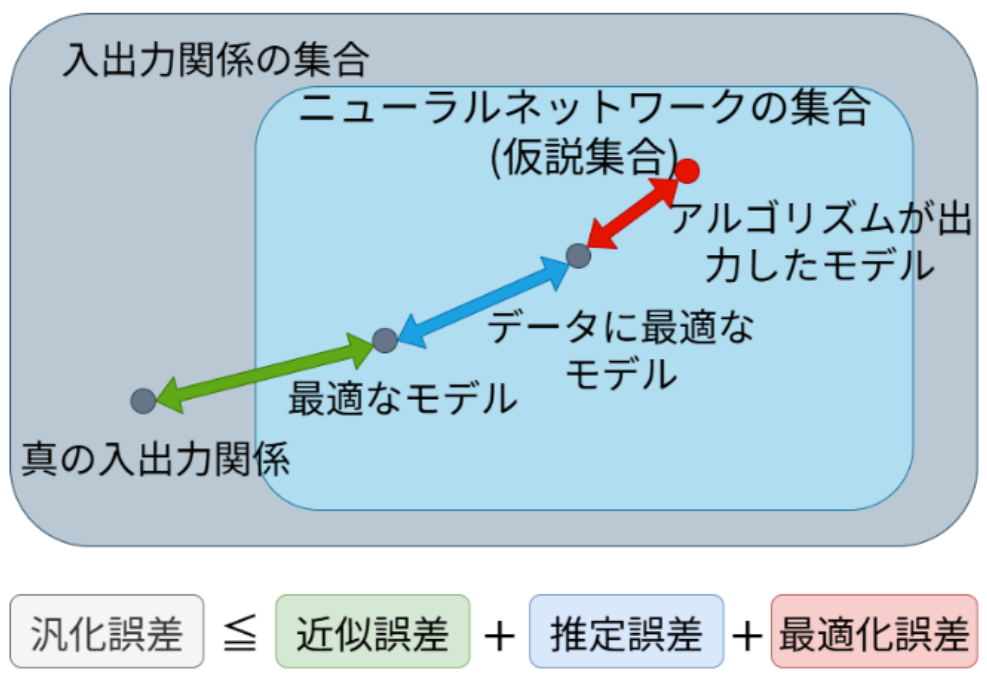 入出力関係の集合
ニューラルネットワークの集合
(仮説集合)
アルゴリズムが出
力したモデル
データに最適な
モデル
最適なモデル
真の入出力関係
汎化誤差 ≦ 近似誤差 + 推定誤差 + 最適化誤差